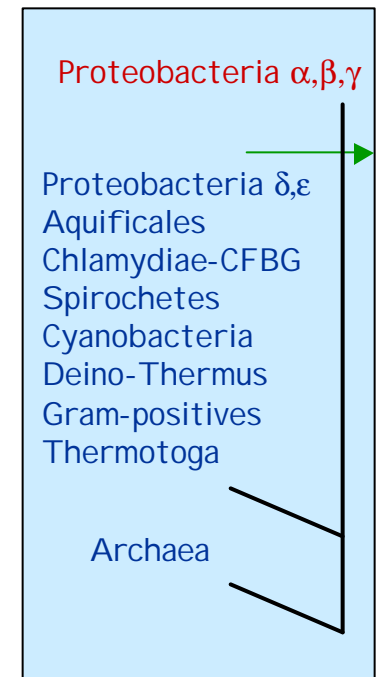 Proteobacteria α,β,γ
Proteobacteria δ,ε
Aquificales
Chlamydiae-CFBG
Spirochetes
Cyanobacteria
Deino-Thermus
Gram-positives
Thermotoga
Archaea